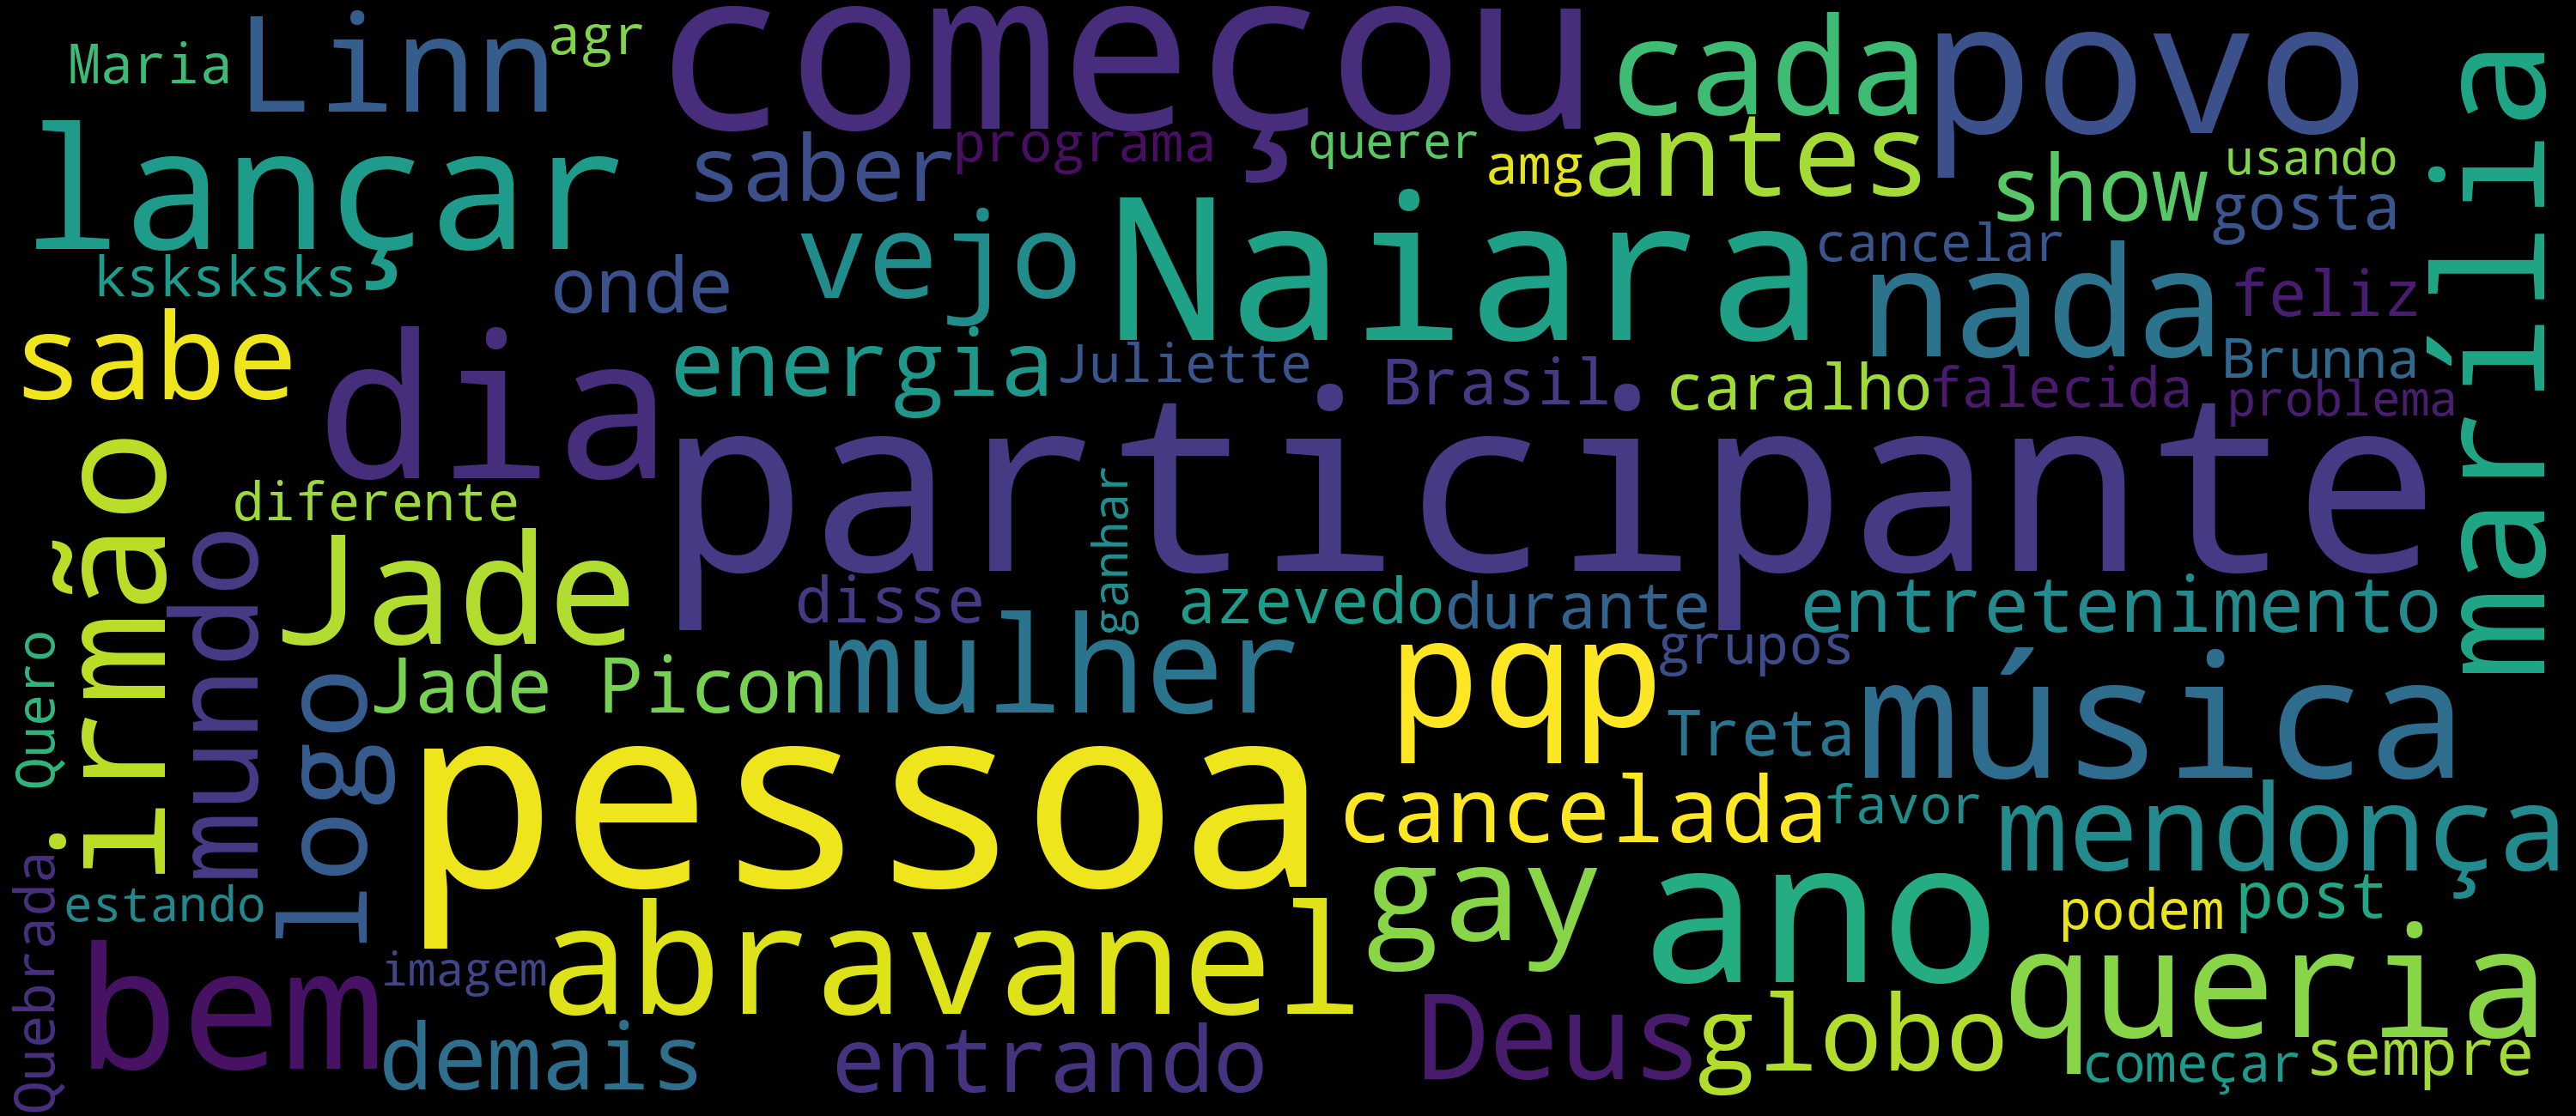 Maria
Linn
agr
começou
cada
povo
marília
lançar
saber
programa
querer
amg
antes
show
usando
gosta
ksksksks
onde
vejo
Naiara
cancelar
nada
feliz
sabe
dia
energia
Juliette
Brasil
caralho
falecida
Brunna
problema
irmão
participante
diferente
mundo
Jade
ganhar
disse
azevedo
durante
entretenimento
Quero
logo
Jade Picon
mulher
pqp
grupos
Treta
música
pessoa
cancelada
favor
mendonça
Quebrada
estando
abravanel
gay
ano
podem
post
bem
imagem
queria
demais
entrando
Deus
globo
começar
sempre